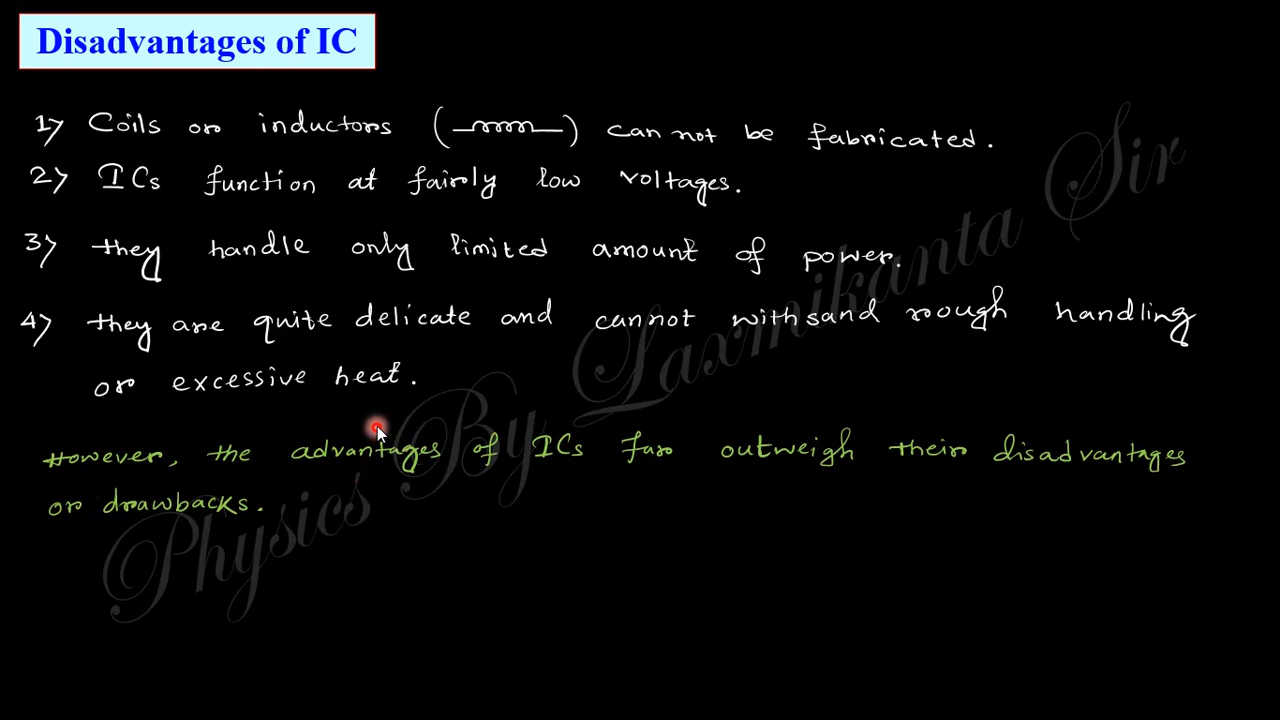 Disadvantages of IC
1) Coils or inductors ( ) can not be fabricated.
2) ICs function at fairly low voltages.
3) they handle only limited amount of power.
4) they are quite delicate and cannot withsand rough handling
or excessive heat.
However, the advantages of ICs far outweigh their disadvantages
or drawbacks.
Physics By Laxmikanta Sir